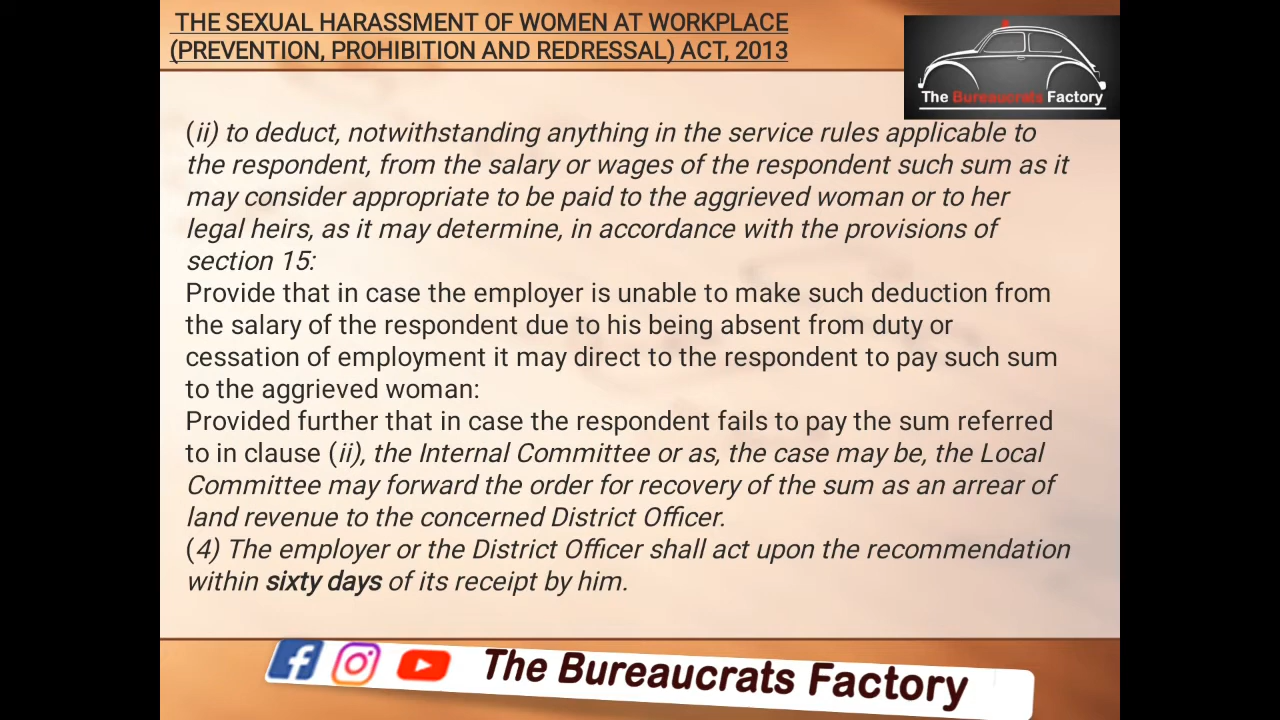 THE SEXUAL HARASSMENT OF WOMEN AT WORKPLACE
(PREVENTION, PROHIBITION AND REDRESSAL) ACT, 2013
The Bureaucrats Factory
(ii) to deduct, notwithstanding anything in the service rules applicable to
the respondent, from the salary or wages of the respondent such sum as it
may consider appropriate to be paid to the aggrieved woman or to her
legal heirs, as it may determine, in accordance with the provisions of
section 15:
Provide that in case the employer is unable to make such deduction from
the salary of the respondent due to his being absent from duty or
cessation of employment it may direct to the respondent to pay such sum
to the aggrieved woman:
Provided further that in case the respondent fails to pay the sum referred
to in clause (ii), the Internal Committee or as, the case may be, the Local
Committee may forward the order for recovery of the sum as an arrear of
land revenue to the concerned District Officer.
(4) The employer or the District Officer shall act upon the recommendation
within sixty days of its receipt by him.
The Bureaucrats Factory